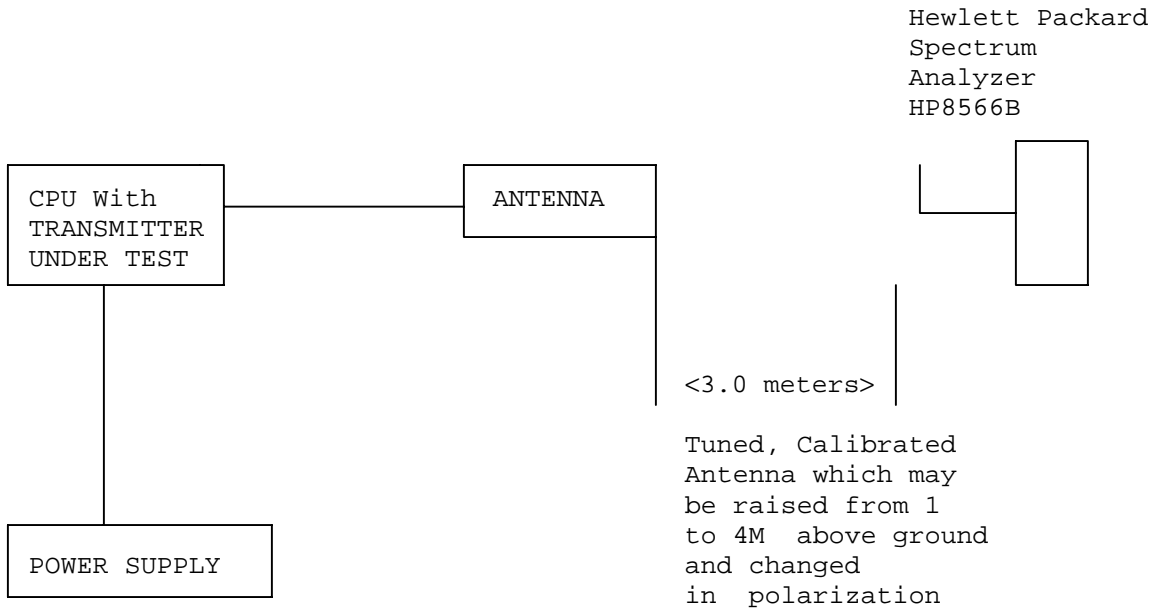 Hewlett Packard
Spectrum
Analyzer
HP8566B
CPU With
TRANSMITTER
UNDER TEST
ANTENNA
<3.0 meters>
Tuned, Calibrated
Antenna which may
be raised from 1
to 4M above ground
and changed
in polarization
POWER SUPPLY